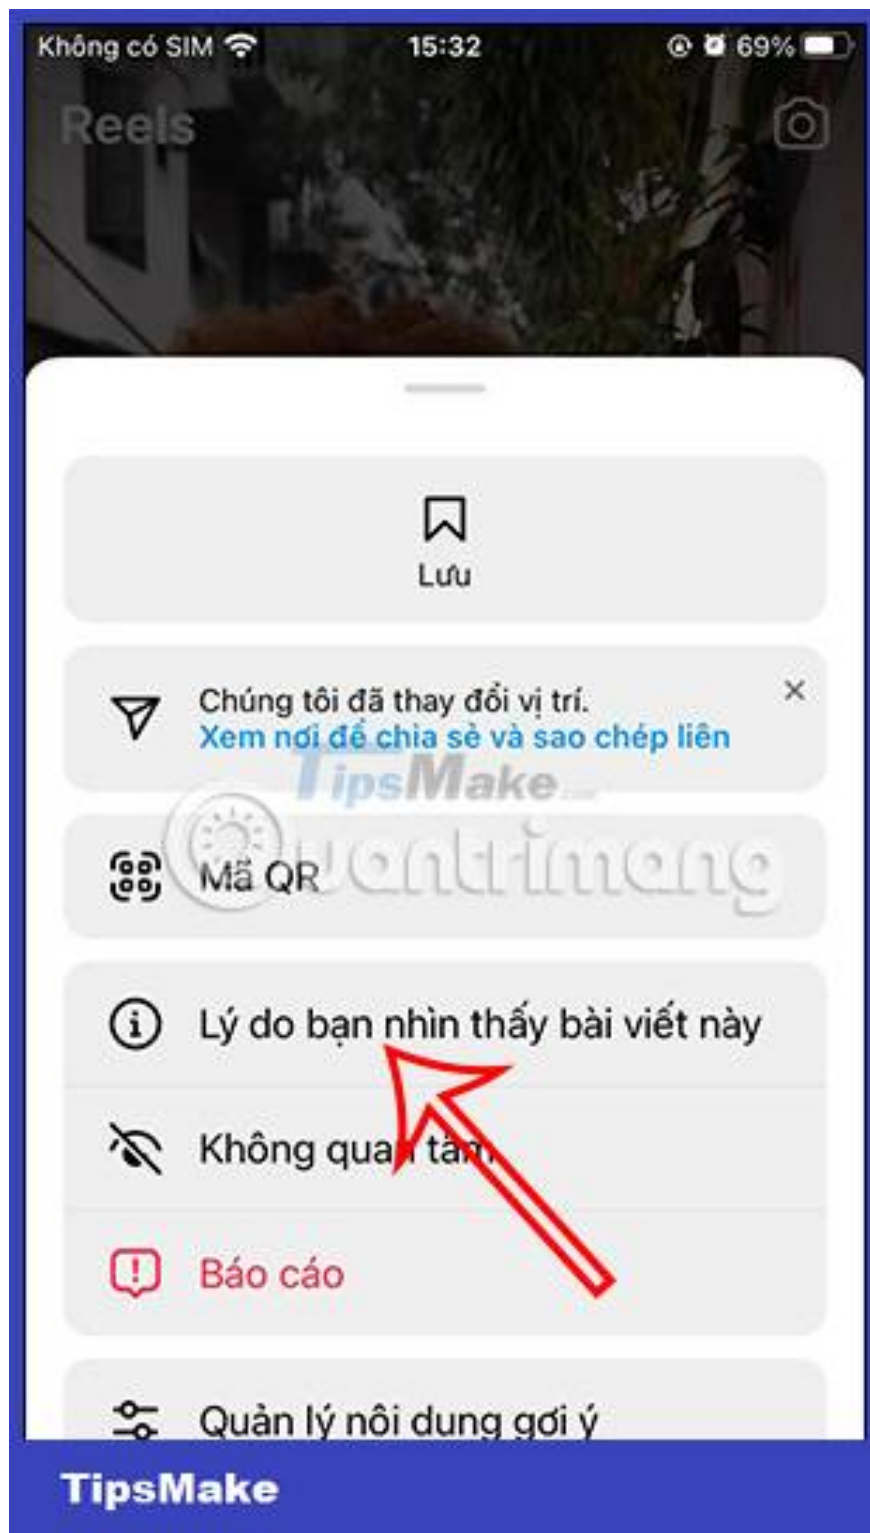 Không có SIM 15:32 69%
Reels
Lưu
Chúng tôi đã thay đổi vị trí.
Xem nơi để chia sẻ và sao chép liên
TipsMake
Quantrimang
Mã QR
Lý do bạn nhìn thấy bài viết này
Không quan tâm
Báo cáo
Quản lý nội dung gợi ý
TipsMake